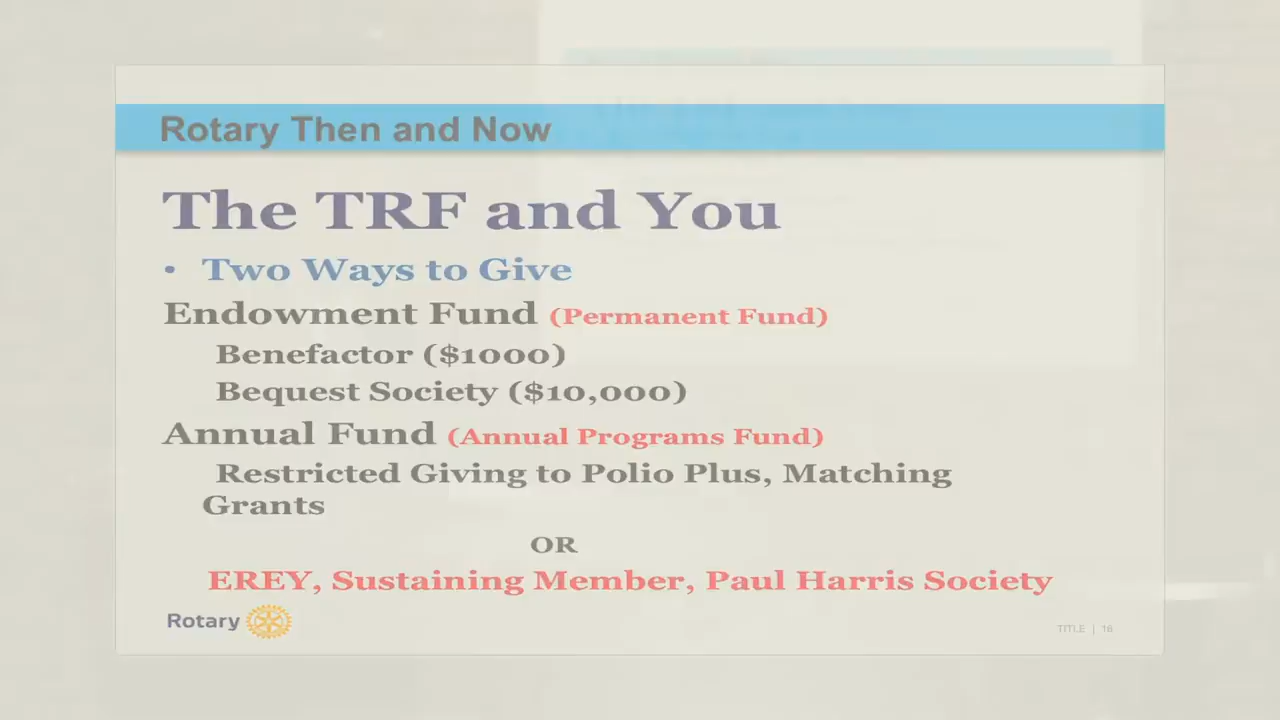 Rotary Then and Now
The TRF and You
• Two Ways to Give
Endowment Fund (Permanent Fund)
Benefactor ($1000)
Bequest Society ($10,000)
Annual Fund (Annual Programs Fund)
Restricted Giving to Polio Plus, Matching
Grants
OR
EREY, Sustaining Member, Paul Harris Society
Rotary
TITLE | 16